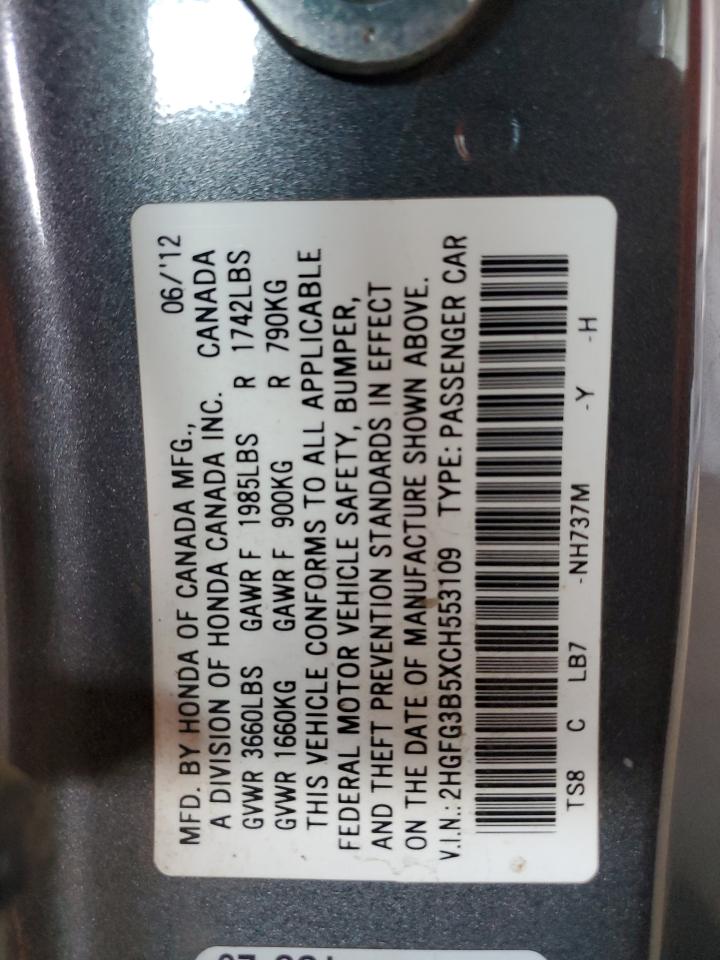 MFD. BY HONDA OF CANADA MFG., 06/'12
A DIVISION OF HONDA CANADA INC. CANADA
GVWR 3660LBS GAWR F 1985LBS R 1742LBS
GVWR 1660KG GAWR F 900KG R 790KG
THIS VEHICLE CONFORMS TO ALL APPLICABLE
FEDERAL MOTOR VEHICLE SAFETY, BUMPER,
AND THEFT PREVENTION STANDARDS IN EFFECT
ON THE DATE OF MANUFACTURE SHOWN ABOVE.
V.I.N.: 2HGFG3B5XCH553109 TYPE: PASSENGER CAR
TS8 C LB7 -NH737M -Y -H